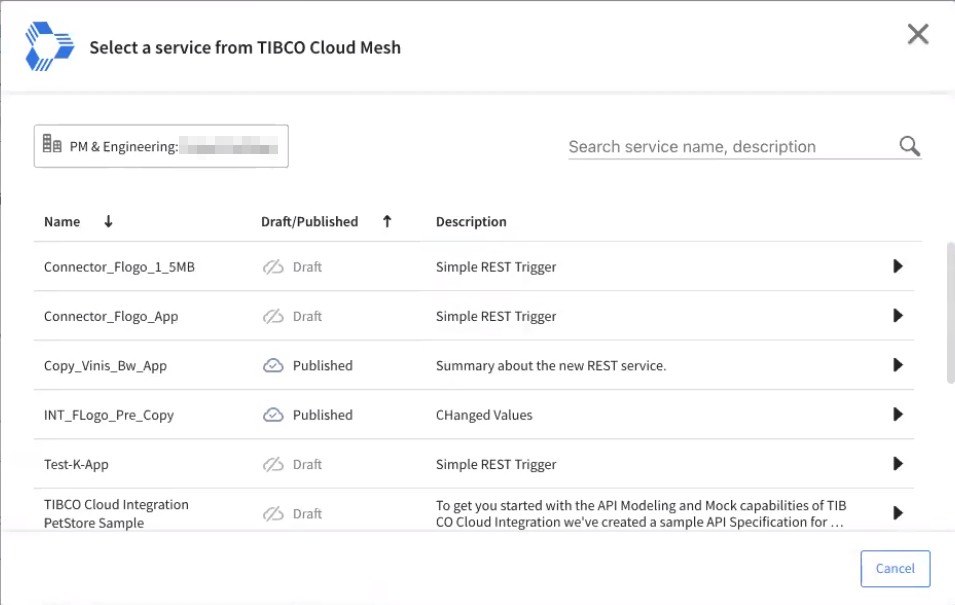 Select a service from TIBCO Cloud Mesh
PM & Engineering:
Search service name, description
Name Draft/Published Description
Connector_Flogo_1_5MB Draft Simple REST Trigger
Connector_Flogo_App Draft Simple REST Trigger
Copy_Vinis_Bw_App Published Summary about the new REST service.
INT_FLogo_Pre_Copy Published CHanged Values
Test-K-App Draft Simple REST Trigger
TIBCO Cloud Integration
PetStore Sample
Draft
To get you started with the API Modeling and Mock capabilities of TIB
CO Cloud Integration we've created a sample API Specification for ...
Cancel